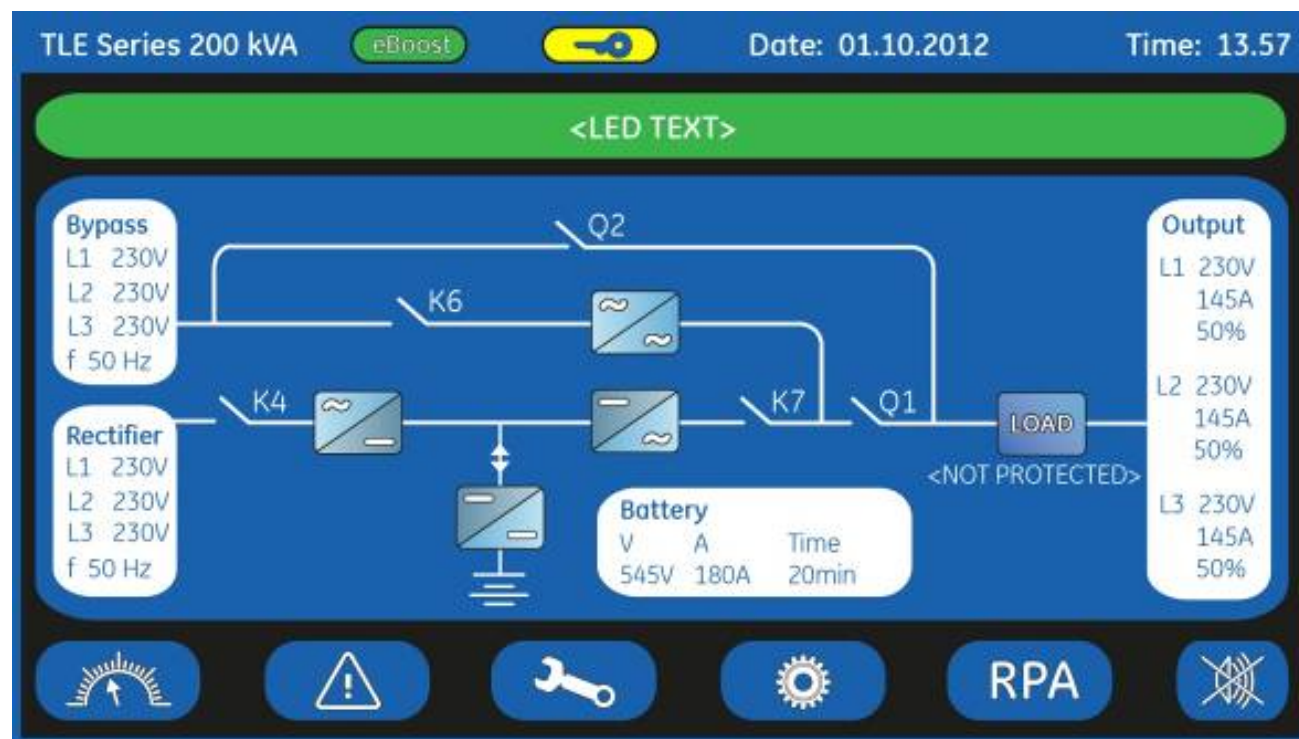 TLE Series 200 kVA eBoost Date: 01.10.2012 Time: 13.57
<LED TEXT>
Bypass
L1 230V
L2 230V
L3 230V
f 50 Hz
Q2
K6
Rectifier
L1 230V
L2 230V
L3 230V
f 50 Hz
K4
K7
Q1
LOAD
<NOT PROTECTED>
Battery
V A Time
545V 180A 20min
Output
L1 230V
145A
50%
L2 230V
145A
50%
L3 230V
145A
50%
RPA